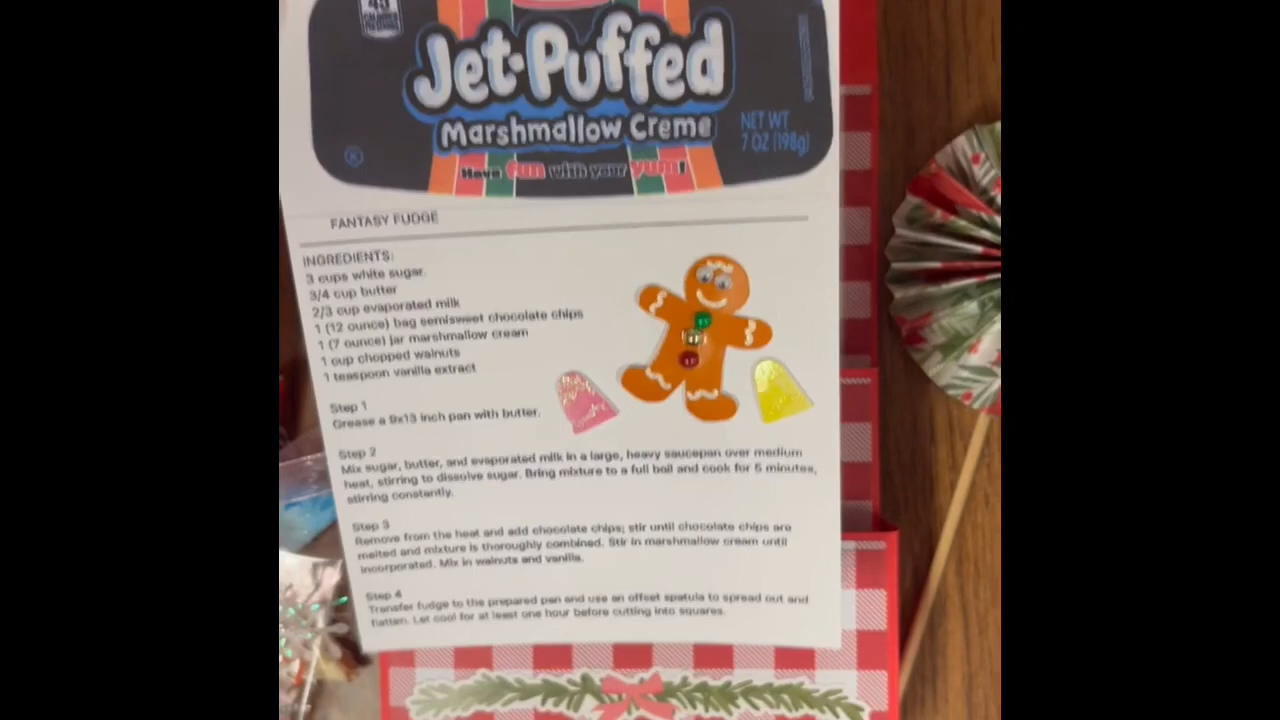 Jet-Puffed
Marshmallow Creme
NET WT
7 OZ (198g)
K
Have fun with your yum!
FANTASY FUDGE
INGREDIENTS:
3 cups white sugar
3/4 cup butter
2/3 cup evaporated milk
1 (12 ounce) bag semisweet chocolate chips
1 (7 ounce) jar marshmallow cream
1 cup chopped walnuts
1 teaspoon vanilla extract
Step 1
Grease a 9x13 inch pan with butter.
Step 2
Mix sugar, butter, and evaporated milk in a large, heavy saucepan over medium
heat, stirring to dissolve sugar. Bring mixture to a full boil and cook for 5 minutes,
stirring constantly.
Step 3
Remove from the heat and add chocolate chips; stir until chocolate chips are
melted and mixture is thoroughly combined. Stir in marshmallow cream until
incorporated. Mix in walnuts and vanilla.
Step 4
Transfer fudge to the prepared pan and use an offset spatula to spread out and
flatten. Let cool for at least one hour before cutting into squares.